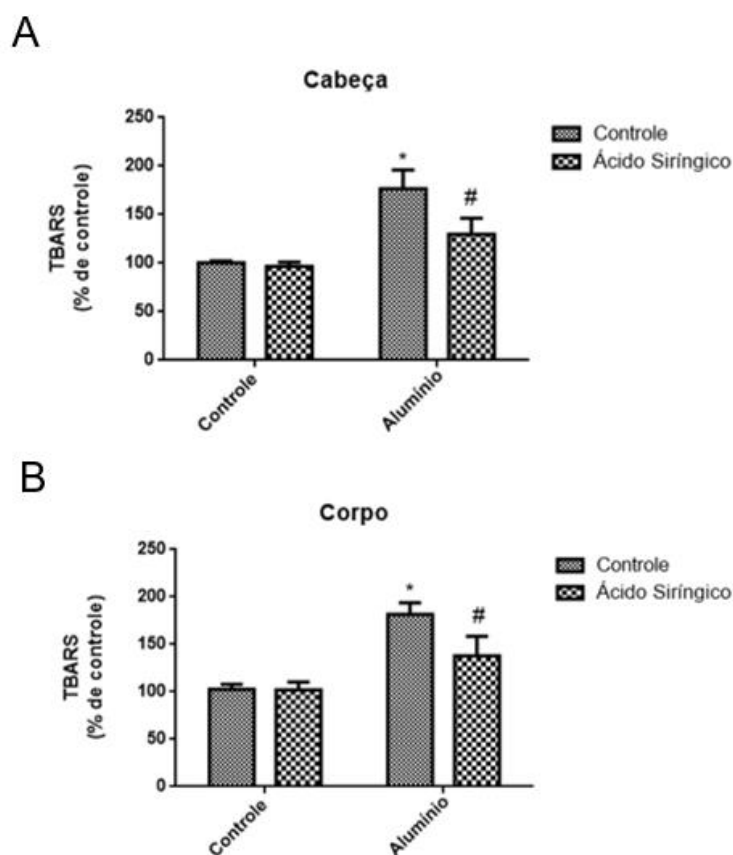 A
Cabeça
250
200
150
100
50
0
TBARS
(% de controle)
*
#
Controle
Alumínio
Controle
Ácido Siríngico
B
Corpo
250
200
150
100
50
0
TBARS
(% de controle)
*
#
Controle
Alumínio
Controle
Ácido Siríngico